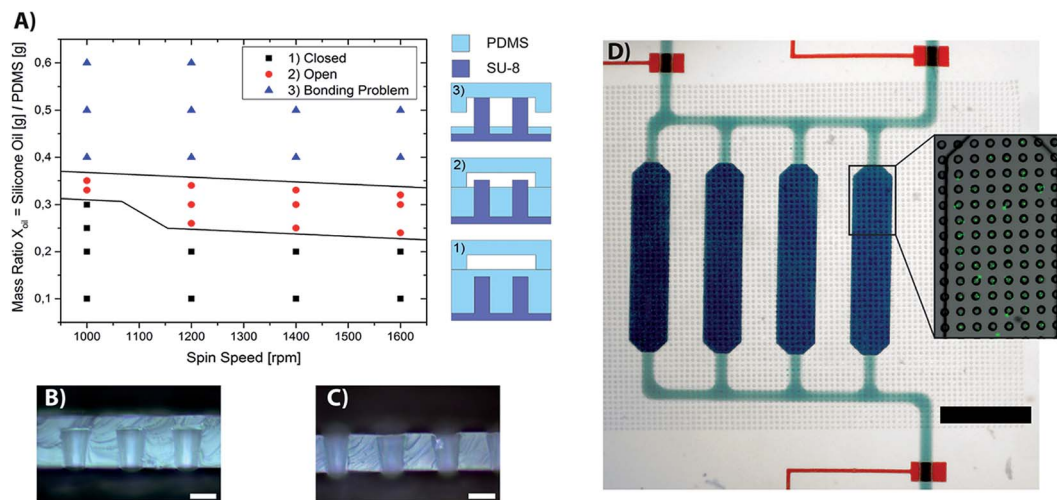 A)
Mass Ratio Xoil = Silicone Oil [g] / PDMS [g]
0,6
0,5
0,4
0,3
0,2
0,1
1) Closed
2) Open
3) Bonding Problem
1000 1100 1200 1300 1400 1500 1600
Spin Speed [rpm]
PDMS
SU-8
3)
2)
1)
B)
C)
D)